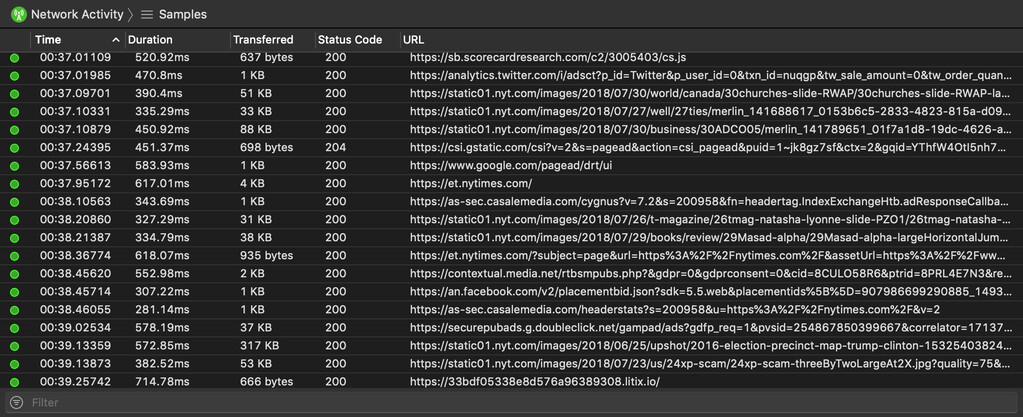 Network Activity Samples
Time Duration Transferred Status Code URL
00:37.01109 520.92ms 637 bytes 200 https://sb.scorecardresearch.com/c2/3005403/cs.js
00:37.01985 470.8ms 1 KB 200 https://analytics.twitter.com/i/adsct?p_id=Twitter&p_user_id=0&txn_id=nuqgp&tw_sale_amount=0&tw_order_quan...
00:37.09701 390.4ms 51 KB 200 https://static01.nyt.com/images/2018/07/30/world/canada/30churches-slide-RWAP/30churches-slide-RWAP-la...
00:37.10331 335.29ms 33 KB 200 https://static01.nyt.com/images/2018/07/27/well/27ties/merlin_141688617_0153b6c5-2833-4823-815a-d09...
00:37.10879 450.92ms 88 KB 200 https://static01.nyt.com/images/2018/07/30/business/30ADCO05/merlin_141789651_01f7a1d8-19dc-4626-a...
00:37.24395 451.37ms 698 bytes 204 https://csi.gstatic.com/csi?v=2&s=pagead&action=csi_pagead&puid=1~jk8gz7sf&ctx=2&gqid=YThfW4OtI5nh7...
00:37.56613 583.93ms 1 KB 200 https://www.google.com/pagead/drt/ui
00:37.95172 617.01ms 4 KB 200 https://et.nytimes.com/
00:38.10563 343.69ms 1 KB 200 https://as-sec.casalemedia.com/cygnus?v=7.2&s=200958&fn=headertag.IndexExchangeHtb.adResponseCallba...
00:38.20860 327.29ms 31 KB 200 https://static01.nyt.com/images/2018/07/26/t-magazine/26tmag-natasha-lyonne-slide-PZO1/26tmag-natasha-...
00:38.21387 334.79ms 38 KB 200 https://static01.nyt.com/images/2018/07/29/books/review/29Masad-alpha/29Masad-alpha-largeHorizontalJum...
00:38.36774 618.07ms 935 bytes 200 https://et.nytimes.com/?subject=page&url=https%3A%2F%2Fnytimes.com%2F&assetUrl=https%3A%2F%2Fww...
00:38.45620 552.98ms 2 KB 200 https://contextual.media.net/rtbsmpubs.php?&gdpr=0&gdprconsent=0&cid=8CULO58R6&ptrid=8PRL4E7N3&re...
00:38.45714 307.22ms 1 KB 200 https://an.facebook.com/v2/placementbid.json?sdk=5.5.web&placementids%5B%5D=907986699290885_1493...
00:38.46055 281.14ms 1 KB 200 https://as-sec.casalemedia.com/headerstats?s=200958&u=https%3A%2F%2Fnytimes.com%2F&v=2
00:39.02534 578.19ms 37 KB 200 https://securepubads.g.doubleclick.net/gampad/ads?gdfp_req=1&pvsid=254867850399667&correlator=17137...
00:39.13359 572.85ms 317 KB 200 https://static01.nyt.com/images/2018/06/25/upshot/2016-election-precinct-map-trump-clinton-15325403824...
00:39.13873 382.52ms 53 KB 200 https://static01.nyt.com/images/2018/07/23/us/24xp-scam/24xp-scam-threeByTwoLargeAt2X.jpg?quality=75&...
00:39.25742 714.78ms 666 bytes 200 https://33bdf05338e8d576a96389308.litix.io/
Filter